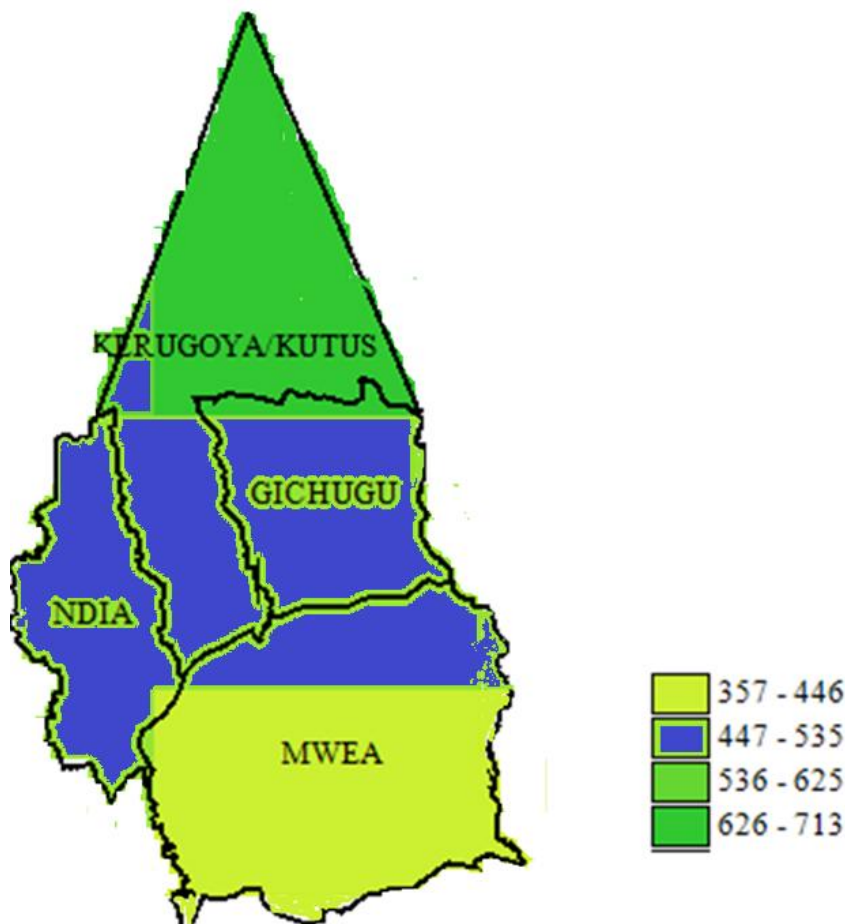 KERUGOYA/KUTUS
GICHUGU
NDIA
MWEA
357 - 446
447 - 535
536 - 625
626 - 713